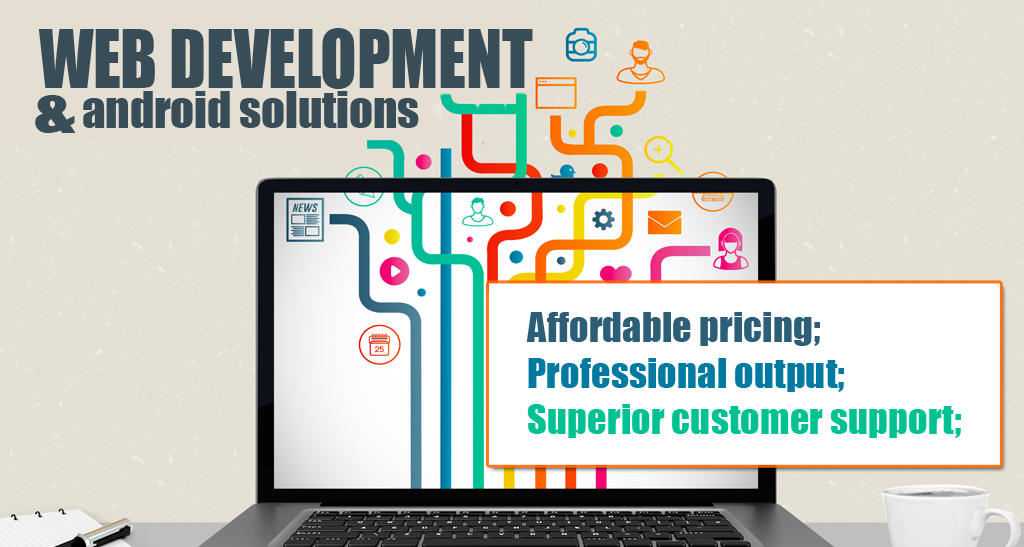 WEB DEVELOPMENT
& android solutions
NEWS
25
Affordable pricing;
Professional output;
Superior customer support;